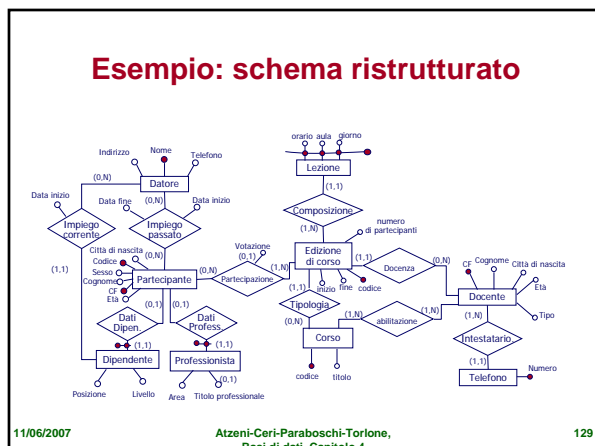 Esempio: schema ristrutturato
orario aula giorno
Nome
Indirizzo
Telefono
Lezione
(0,N)
Datore
(1,1)
Data inizio
Data fine
(0,N)
Data inizio
Composizione
numero
di partecipanti
Impiego
corrente
Impiego
passato
Votazione
(1,N)
(0,1)
Edizione
di corso
Città di nascita
(0,N)
Cognome
Città di nascita
(1,1)
Codice
Sesso
Cognome
CF
Età
Partecipante
(0,N)
Partecipazione
(1,N)
(1,1)
Docenza
(0,N)
CF
Età
inizio fine codice
Docente
(0,1)
(0,1)
(1,1)
Tipologia
Tipo
Dati
Dipen.
Dati
Profess.
(0,N)
(1,N)
abilitazione
(1,N)
(1,N)
Corso
Intestatario
(1,1)
(1,1)
(1,1)
Numero
Dipendente
Professionista
(0,1)
codice
titolo
Telefono
Posizione
Livello
Area
Titolo professionale
11/06/2007
Atzeni-Ceri-Paraboschi-Torlone,
Basi di dati, Capitolo 4
129